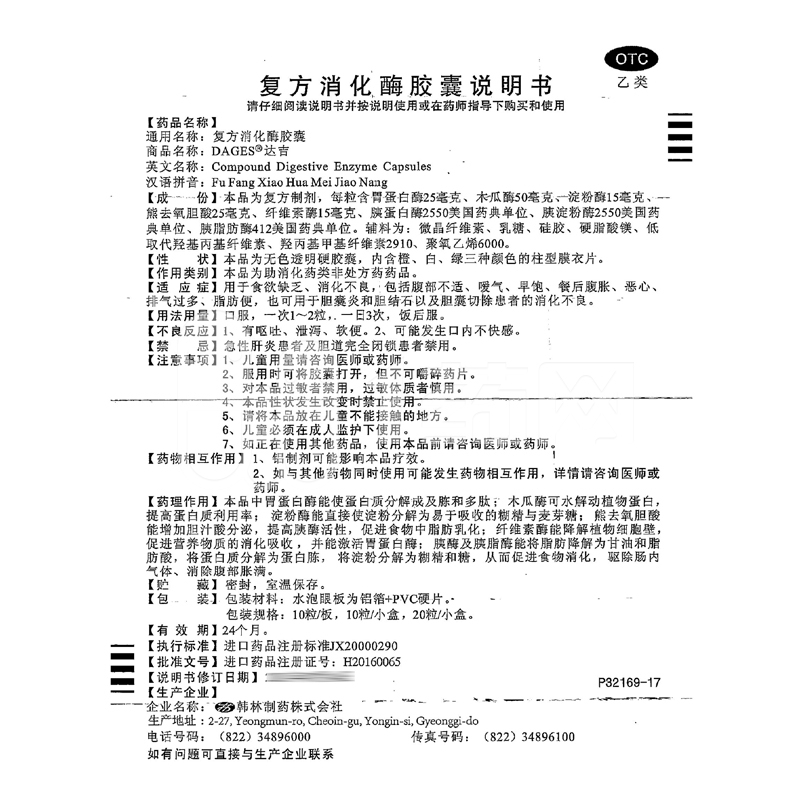 OTC
乙类
复方消化酶胶囊说明书
请仔细阅读说明书并按说明使用或在药师指导下购买和使用
【药品名称】
通用名称：复方消化酶胶囊
商品名称：DAGES®达吉
英文名称：Compound Digestive Enzyme Capsules
汉语拼音：Fu Fang Xiao Hua Mei Jiao Nang
【成 份】本品为复方制剂，每粒含胃蛋白酶25毫克、木瓜酶50毫克、淀粉酶15毫克、
熊去氧胆酸25毫克、纤维素酶15毫克、胰蛋白酶2550美国药典单位、胰淀粉酶2550美国药
典单位、胰脂肪酶412美国药典单位。辅料为：微晶纤维素、乳糖、硅胶、硬脂酸镁、低
取代羟基丙基纤维素、羟丙基甲基纤维素2910、聚氧乙烯6000。
【性 状】本品为无色透明硬胶囊，内含橙、白、绿三种颜色的柱型膜衣片。
【作用类别】本品为助消化药类非处方药药品。
【适 应 症】用于食欲缺乏、消化不良，包括腹部不适、嗳气、早饱、餐后腹胀、恶心、
排气过多、脂肪便，也可用于胆囊炎和胆结石以及胆囊切除患者的消化不良。
【用法用量】口服，一次1～2粒，一日3次，饭后服。
【不良反应】1、有呕吐、泄泻、软便。2、可能发生口内不快感。
【禁 忌】急性肝炎患者及胆道完全闭锁患者禁用。
【注意事项】1、儿童用量请咨询医师或药师。
2、服用时可将胶囊打开，但不可嚼碎药片。
3、对本品过敏者禁用，过敏体质者慎用。
4、本品性状发生改变时禁止使用。
5、请将本品放在儿童不能接触的地方。
6、儿童必须在成人监护下使用。
7、如正在使用其他药品，使用本品前请咨询医师或药师。
【药物相互作用】1、铝制剂可能影响本品疗效。
2、如与其他药物同时使用可能发生药物相互作用，详情请咨询医师或
药师。
【药理作用】本品中胃蛋白酶能使蛋白质分解成及胨和多肽；木瓜酶可水解动植物蛋白，
提高蛋白质利用率；淀粉酶能直接使淀粉分解为易于吸收的糊精与麦芽糖；熊去氧胆酸
能增加胆汁酸分泌，提高胰酶活性，促进食物中脂肪乳化；纤维素酶能降解植物细胞壁，
促进营养物质的消化吸收，并能激活胃蛋白酶；胰酶及胰脂酶能将脂肪降解为甘油和脂
肪酸，将蛋白质分解为蛋白胨，将淀粉分解为糊精和糖，从而促进食物消化，驱除肠内
气体、消除腹部胀满。
【贮 藏】密封，室温保存。
【包 装】包装材料：水泡眼板为铝箔+PVC硬片。
包装规格：10粒/板，10粒/小盒，20粒/小盒。
【有 效 期】24个月。
【执行标准】进口药品注册标准JX20000290
【批准文号】进口药品注册证号：H20160065
【说明书修订日期】
P32169-17
【生产企业】
企业名称：韩林制药株式会社
生产地址：2-27, Yeongmun-ro, Cheoin-gu, Yongin-si, Gyeonggi-do
电话号码：（822）34896000 传真号码：（822）34896100
如有问题可直接与生产企业联系